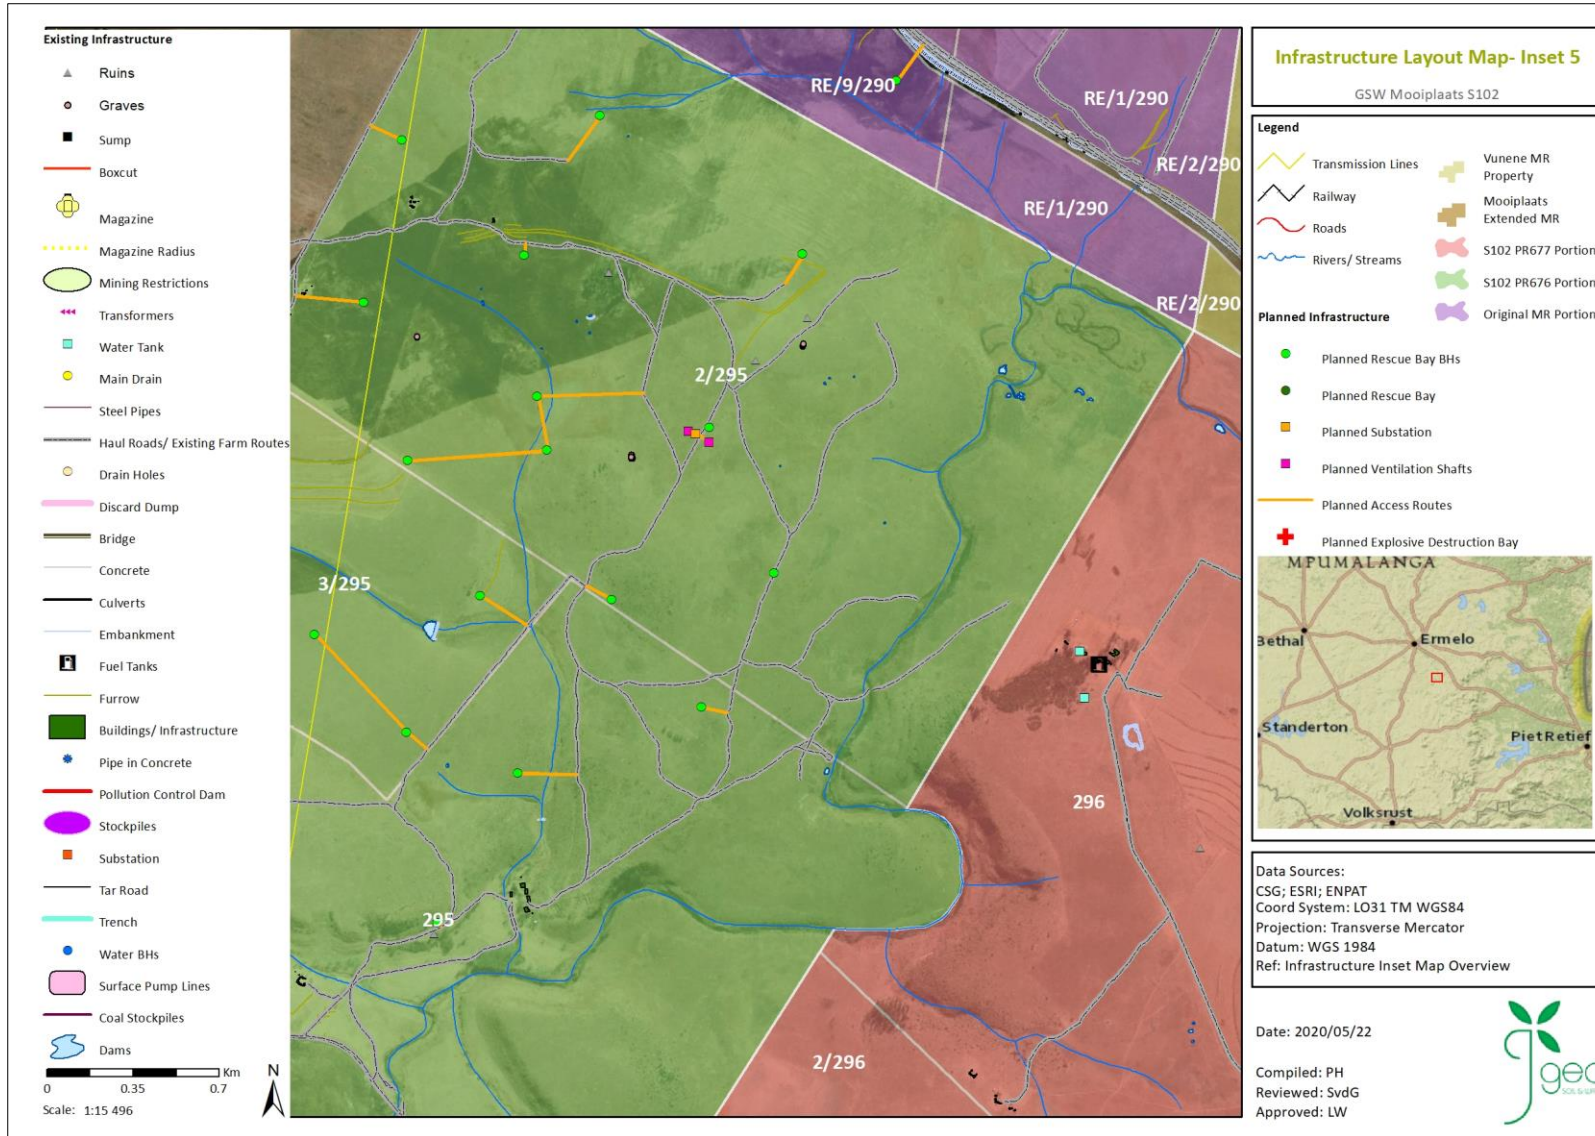 Existing Infrastructure
Ruins
Graves
Sump
Boxcut
Magazine
Magazine Radius
Mining Restrictions
Transformers
Water Tank
Main Drain
Steel Pipes
Haul Roads/ Existing Farm Routes
Drain Holes
Discard Dump
Bridge
Concrete
Culverts
Embankment
Fuel Tanks
Furrow
Buildings/ Infrastructure
Pipe in Concrete
Pollution Control Dam
Stockpiles
Substation
Tar Road
Trench
Water BHs
Surface Pump Lines
Coal Stockpiles
Dams
Km
0 0.35 0.7
N
Scale: 1:15 496
RE/9/290
RE/1/290
RE/2/290
RE/1/290
RE/2/290
2/295
3/295
296
295
2/296
Infrastructure Layout Map- Inset 5
GSW Mooiplaats S102
Legend
Transmission Lines
Railway
Roads
Rivers/ Streams
Vunene MR
Property
Mooiplaats
Extended MR
S102 PR677 Portion
S102 PR676 Portion
Original MR Portion
Planned Infrastructure
Planned Rescue Bay BHs
Planned Rescue Bay
Planned Substation
Planned Ventilation Shafts
Planned Access Routes
Planned Explosive Destruction Bay
MPUMALANGA
Bethal
Ermelo
Standerton
Piet Retief
Volksrust
Data Sources:
CSG; ESRI; ENPAT
Coord System: LO31 TM WGS84
Projection: Transverse Mercator
Datum: WGS 1984
Ref: Infrastructure Inset Map Overview
Date: 2020/05/22
Compiled: PH
Reviewed: SvdG
Approved: LW
geo